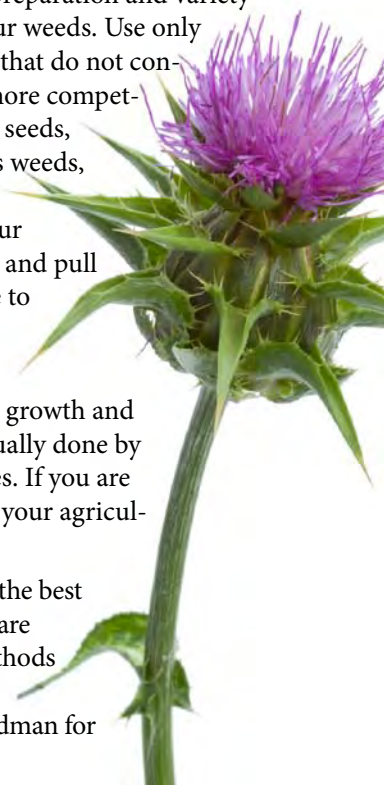 reparation and variety
ur weeds. Use only
that do not con-
nore compet-
seeds,
s weeds,
ur
and pull
to
growth and
ually done by
es. If you are
your agricul-
the best
are
thods
dman for